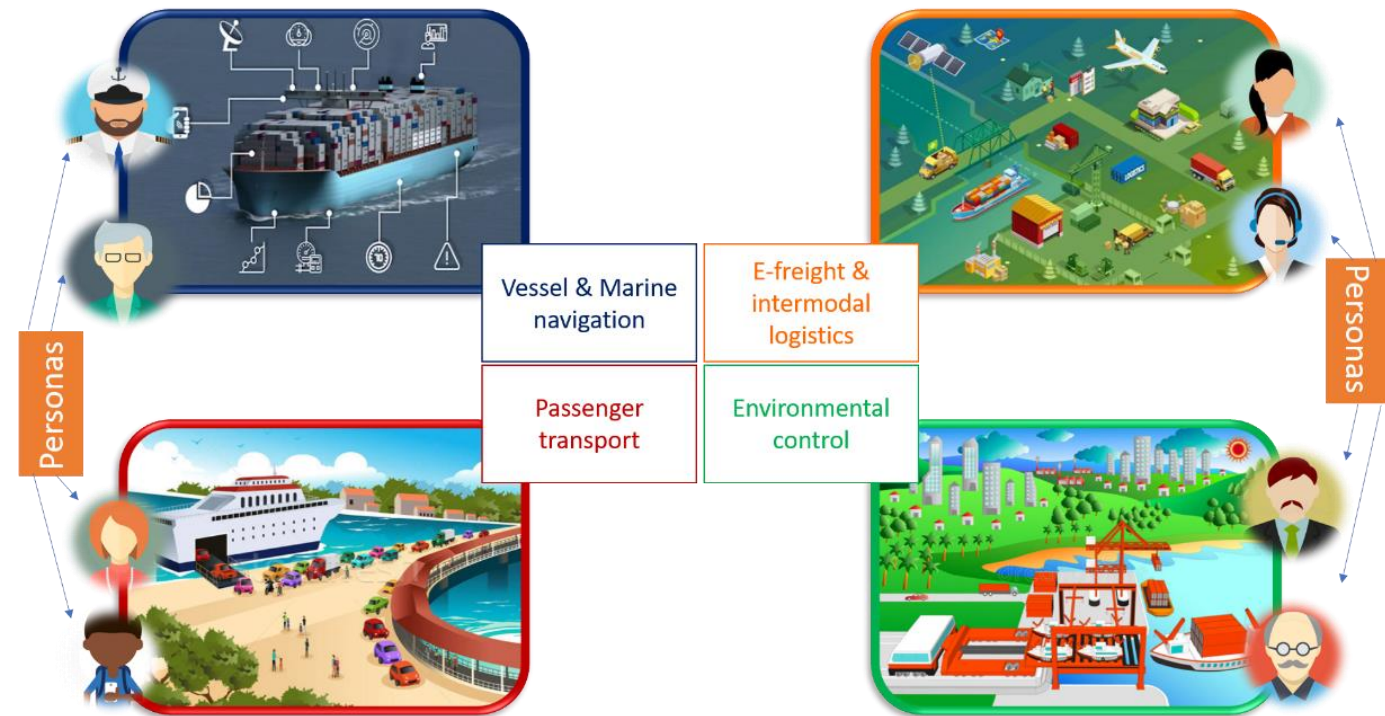 Vessel & Marine
navigation
E-freight &
intermodal
logistics
Personas
Personas
Passenger
transport
Environmental
control